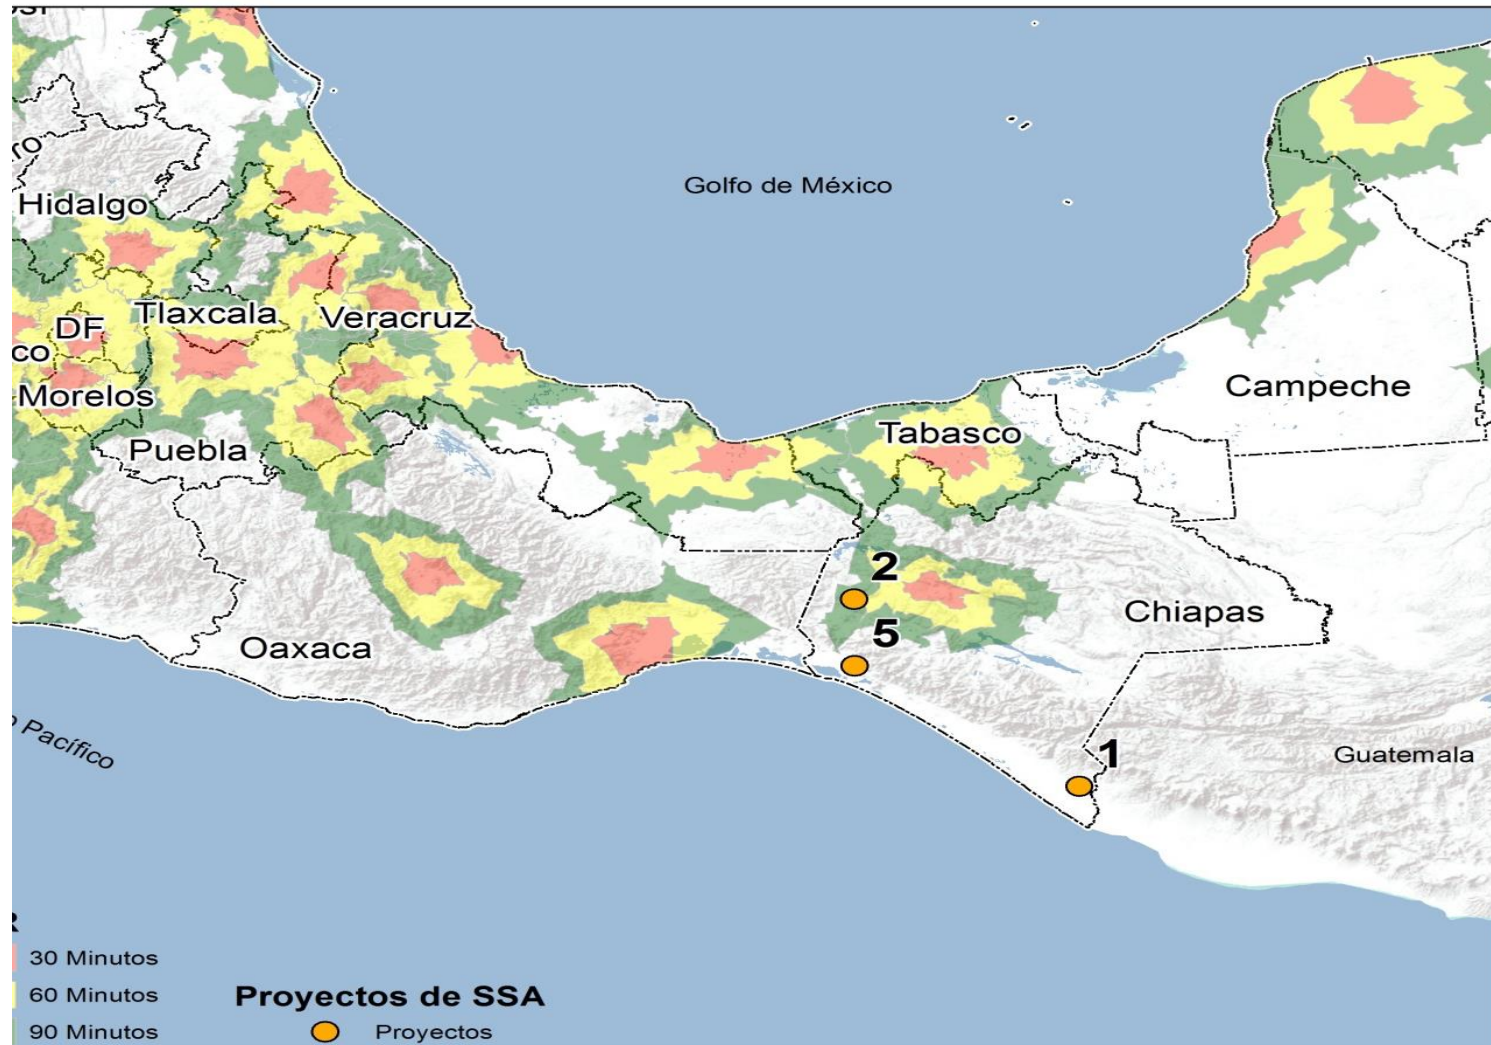 Golfo de México
Hidalgo
Tlaxcala
DF
Veracruz
co
Morelos
Campeche
Tabasco
Puebla
2
Chiapas
5
Oaxaca
Pacífico
1
Guatemala
30 Minutos
60 Minutos
Proyectos de SSA
90 Minutos
Proyectos